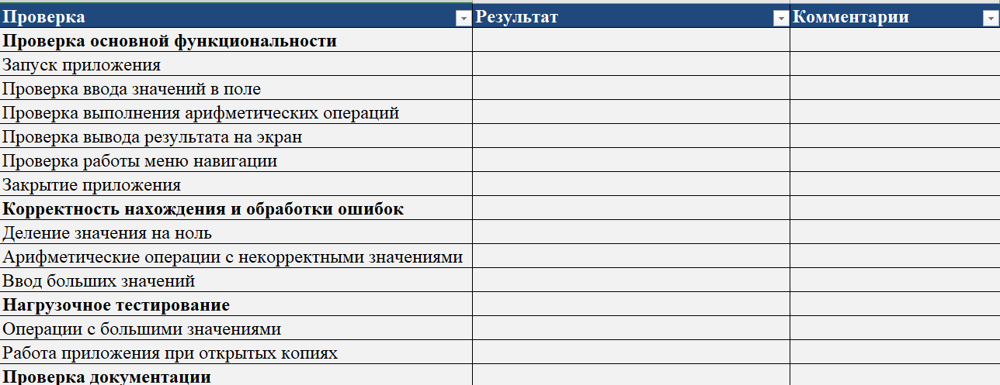 Проверка Результат Комментарии
Проверка основной функциональности
Запуск приложения
Проверка ввода значений в поле
Проверка выполнения арифметических операций
Проверка вывода результата на экран
Проверка работы меню навигации
Закрытие приложения
Корректность нахождения и обработки ошибок
Деление значения на ноль
Арифметические операции с некорректными значениями
Ввод больших значений
Нагрузочное тестирование
Операции с большими значениями
Работа приложения при открытых копиях
Проверка документации